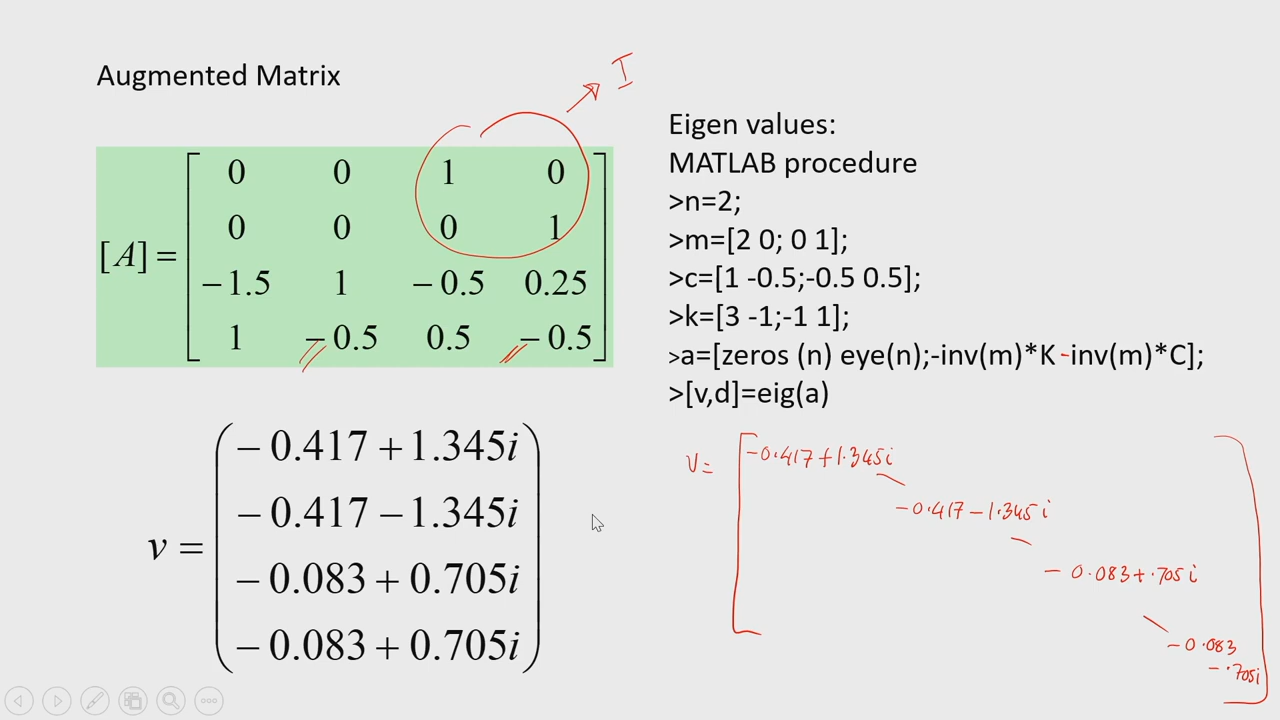 Augmented Matrix
→ I
[A] = [ 0 0 1 0
0 0 0 1
−1.5 1 −0.5 0.25
1 −0.5 0.5 −0.5 ]
v = ( −0.417 + 1.345i
−0.417 − 1.345i
−0.083 + 0.705i
−0.083 + 0.705i )
Eigen values:
MATLAB procedure
>n=2;
>m=[2 0; 0 1];
>c=[1 -0.5;-0.5 0.5];
>k=[3 -1;-1 1];
>a=[zeros (n) eye(n);-inv(m)*K -inv(m)*C];
>[v,d]=eig(a)
v= [ -0.417+1.345i
-0.417-1.345i
-0.083+.705i
-0.083
-.705i ]